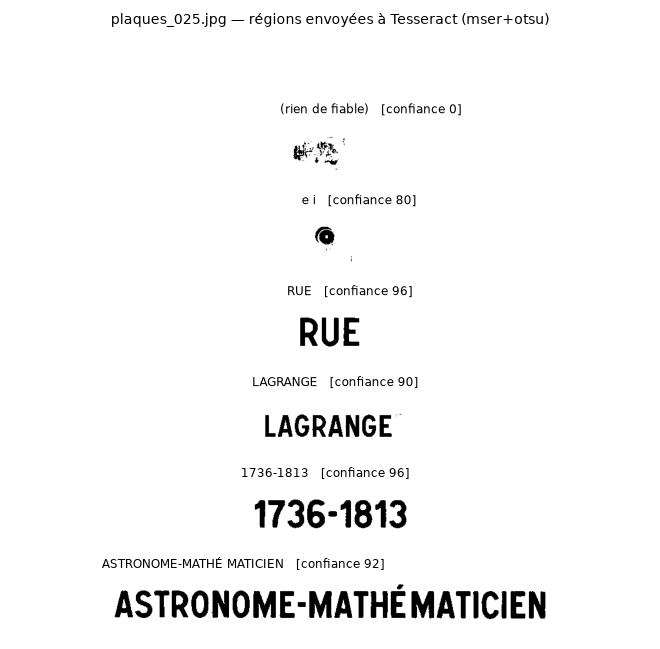 plaques_025.jpg — régions envoyées à Tesseract (mser+otsu)
(rien de fiable) [confiance 0]
e i [confiance 80]
RUE [confiance 96]
RUE
LAGRANGE [confiance 90]
LAGRANGE
1736-1813 [confiance 96]
1736-1813
ASTRONOME-MATHÉ MATICIEN [confiance 92]
ASTRONOME-MATHÉMATICIEN